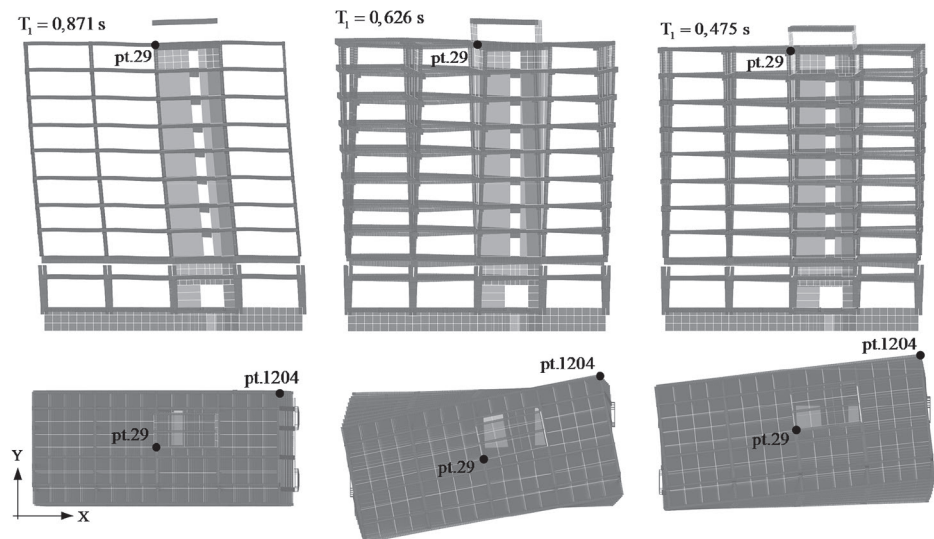 T₁ = 0,871 s
pt.29
T₁ = 0,626 s
pt.29
T₁ = 0,475 s
pt.29
pt.1204
pt.29
Y
X
pt.1204
pt.29
pt.1204
pt.29